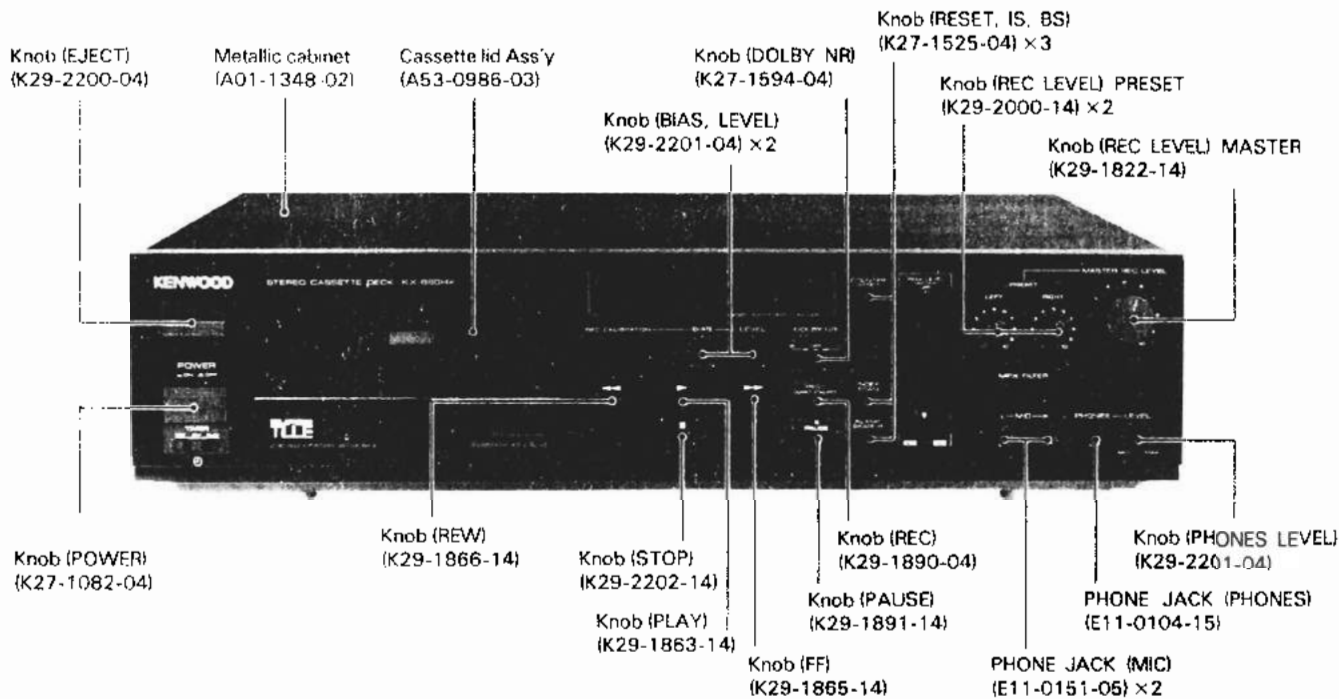 Knob (EJECT)
(K29-2200-04)
Metallic cabinet
(A01-1348-02)
Cassette lid Ass'y
(A53-0986-03)
Knob (BIAS, LEVEL)
(K29-2201-04) ×2
Knob (DOLBY NR)
(K27-1594-04)
Knob (RESET, IS, BS)
(K27-1525-04) ×3
Knob (REC LEVEL) PRESET
(K29-2000-14) ×2
Knob (REC LEVEL) MASTER
(K29-1822-14)
KENWOOD
STEREO CASSETTE DECK
MASTER REC LEVEL
PRESET
LEFT
RIGHT
REC CALIBRATION
BIAS
LEVEL
DOLBY NR
POWER
MPX FILTER
TIMER
PAUSE
MIC
PHONES
LEVEL
Knob (POWER)
(K27-1082-04)
Knob (REW)
(K29-1866-14)
Knob (STOP)
(K29-2202-14)
Knob (PLAY)
(K29-1863-14)
Knob (FF)
(K29-1865-14)
Knob (PAUSE)
(K29-1891-14)
Knob (REC)
(K29-1890-04)
PHONE JACK (MIC)
(E11-0151-05) ×2
PHONE JACK (PHONES)
(E11-0104-15)
Knob (PHONES LEVEL)
(K29-2201-04)